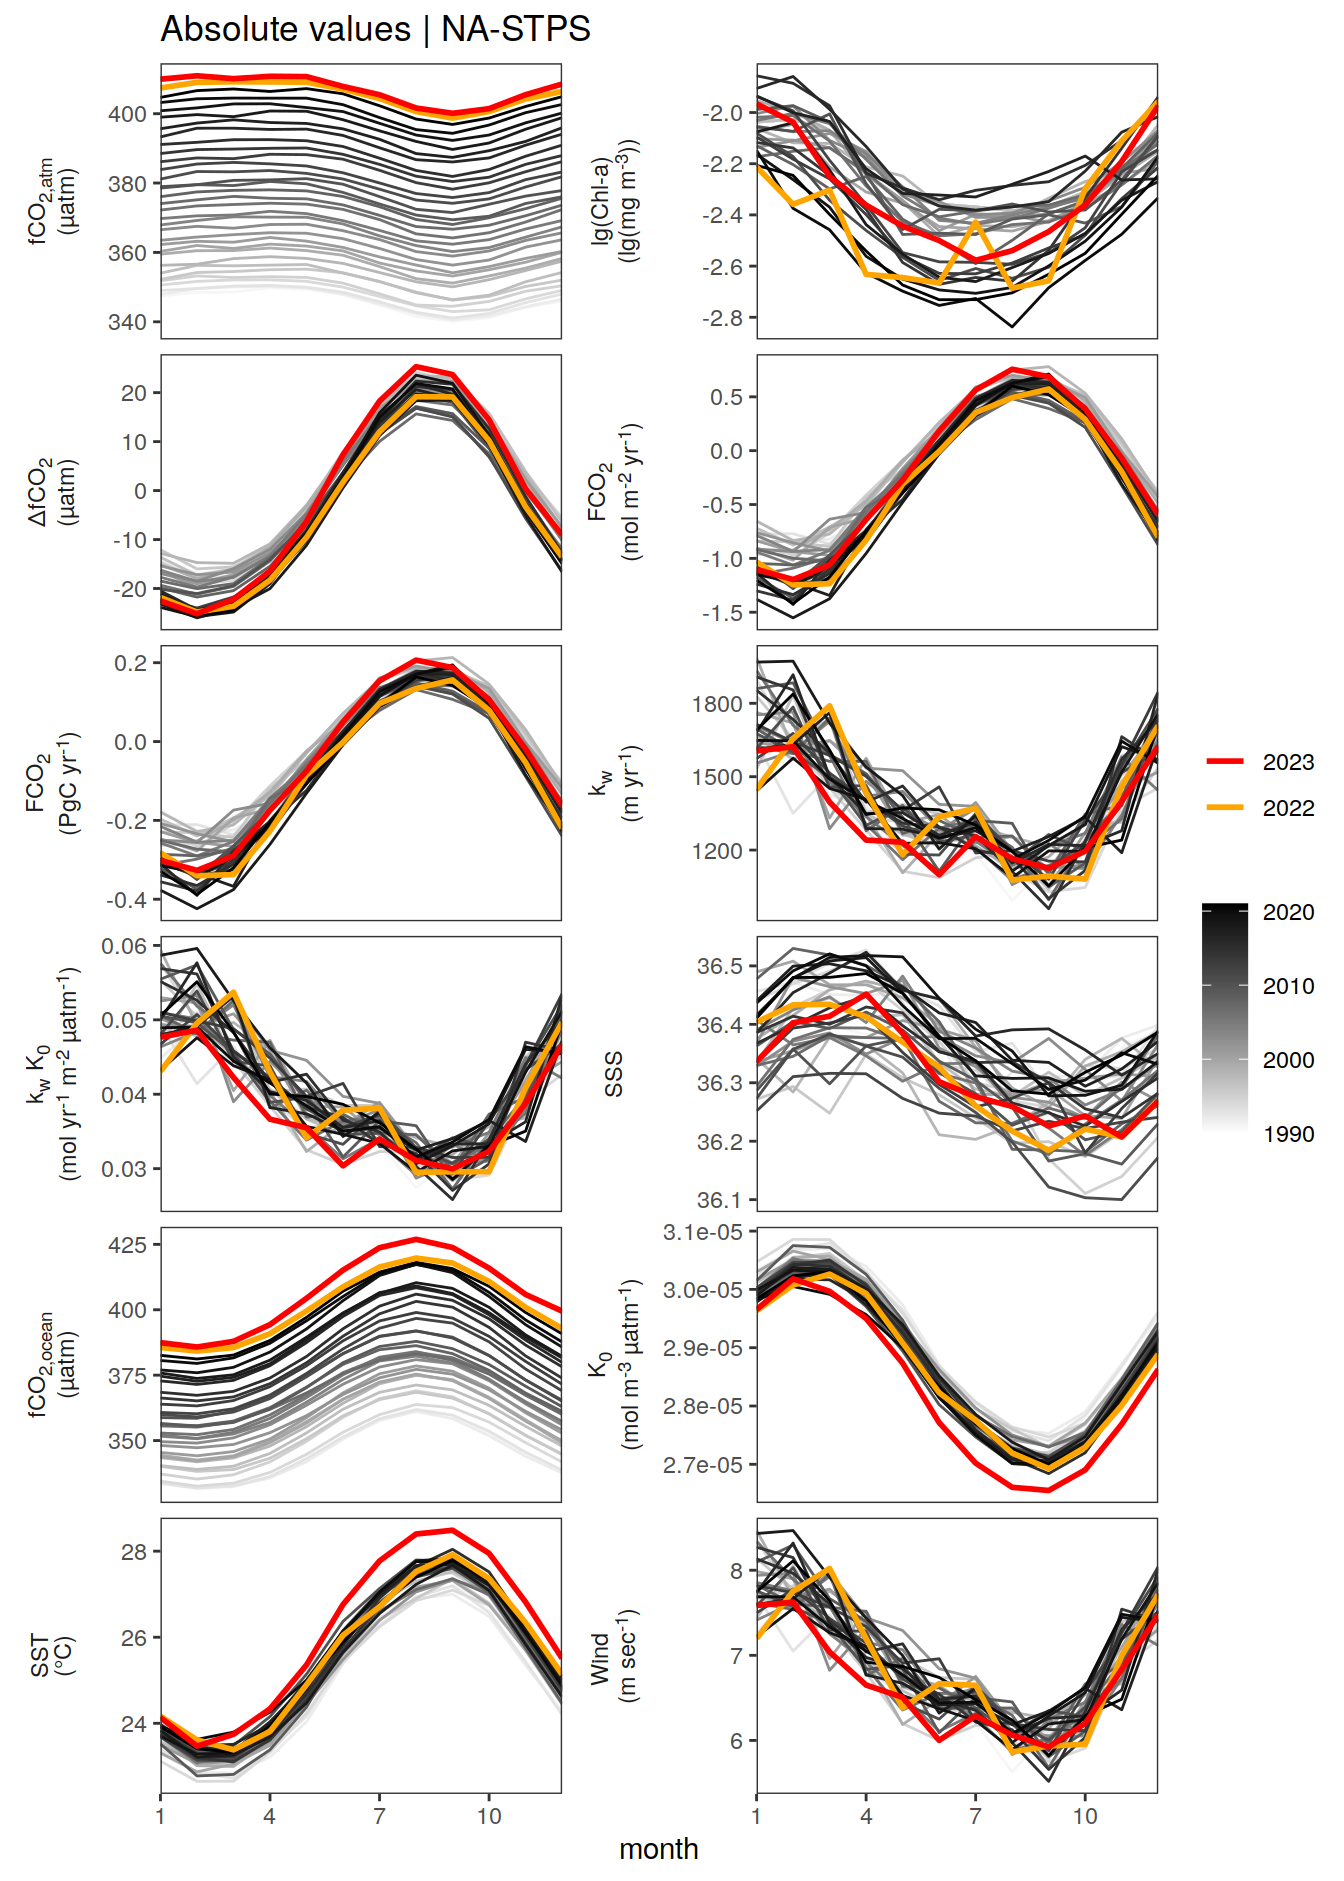 Absolute values | NA-STPS
fCO2,atm
(µatm)
400
380
360
340
lg(Chl-a)
(lg(mg m-3))
-2.0
-2.2
-2.4
-2.6
-2.8
ΔfCO2
(µatm)
20
10
0
-10
-20
FCO2
(mol m-2 yr-1)
0.5
0.0
-0.5
-1.0
-1.5
FCO2
(PgC yr-1)
0.2
0.0
-0.2
-0.4
kw
(m yr-1)
1800
1500
1200
kw K0
(mol yr-1 m-2 µatm-1)
0.06
0.05
0.04
0.03
SSS
36.5
36.4
36.3
36.2
36.1
fCO2,ocean
(µatm)
425
400
375
350
K0
(mol m-3 µatm-1)
3.1e-05
3.0e-05
2.9e-05
2.8e-05
2.7e-05
SST
(°C)
28
26
24
Wind
(m sec-1)
8
7
6
1 4 7 10
1 4 7 10
month
2023
2022
2020
2010
2000
1990